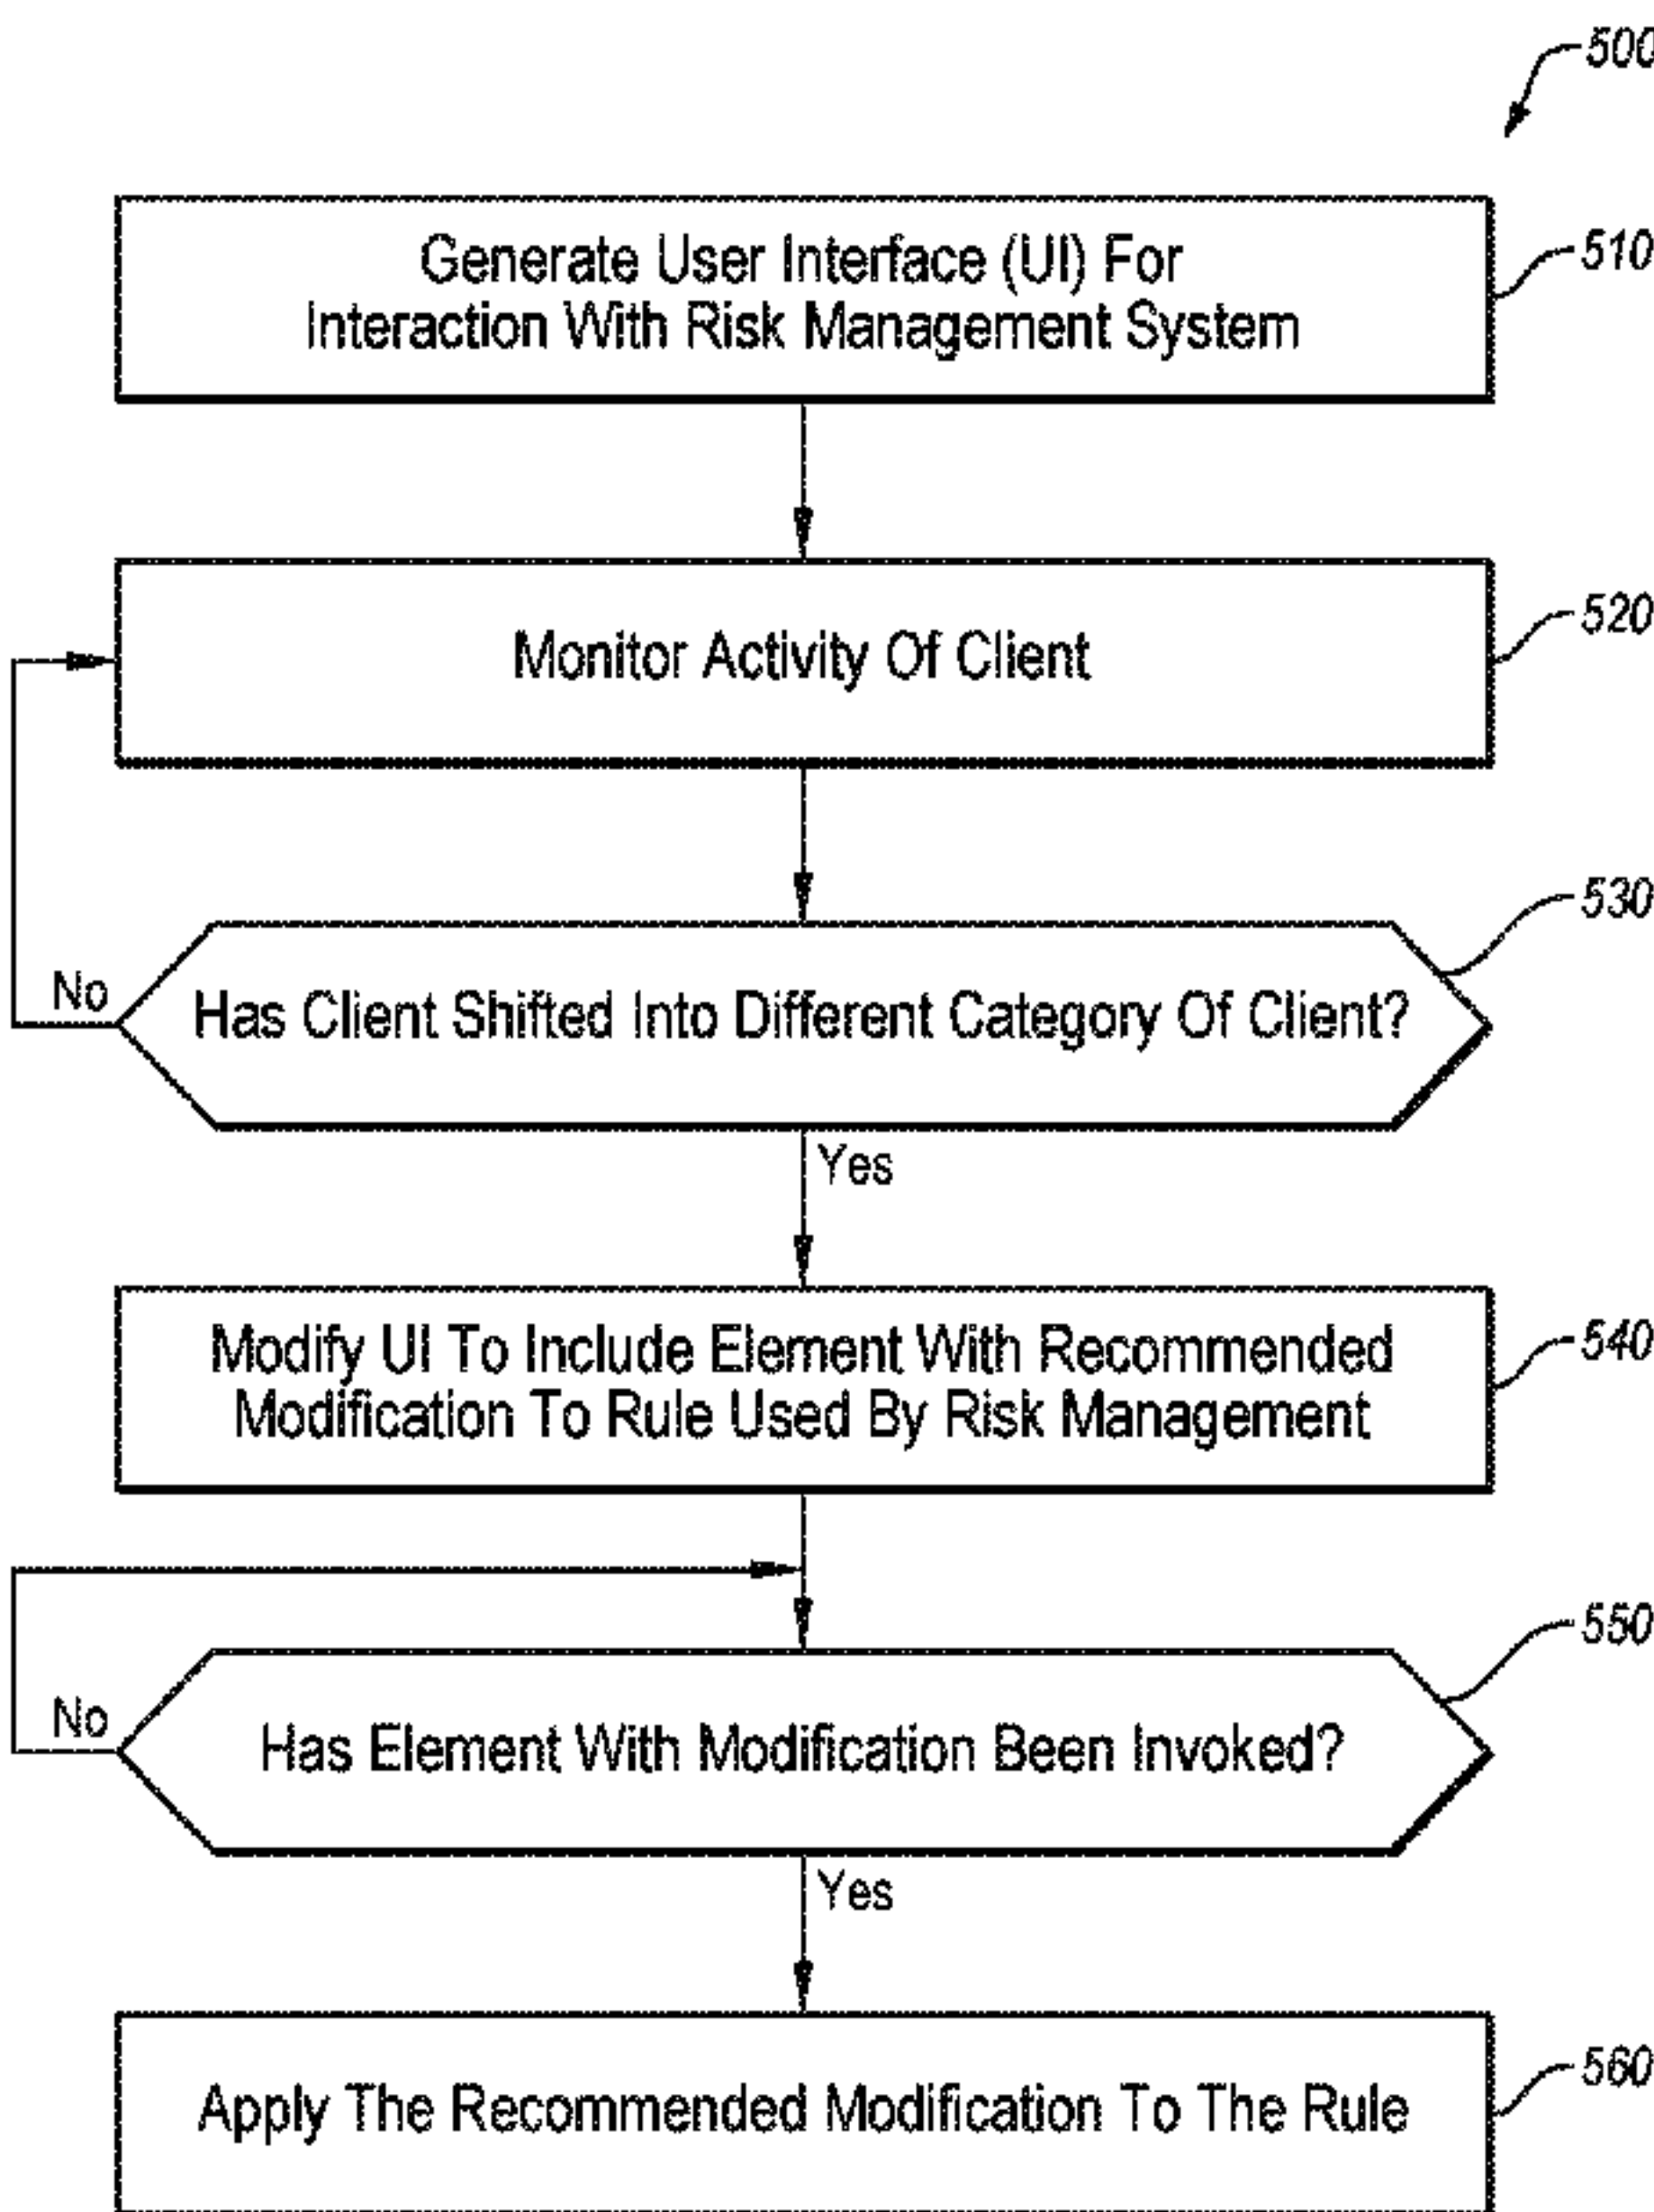 500
Generate User Interface (UI) For
Interaction With Risk Management System
510
Monitor Activity Of Client
520
530
No
Has Client Shifted Into Different Category Of Client?
Yes
Modify UI To Include Element With Recommended
Modification To Rule Used By Risk Management
540
550
No
Has Element With Modification Been Invoked?
Yes
Apply The Recommended Modification To The Rule
560